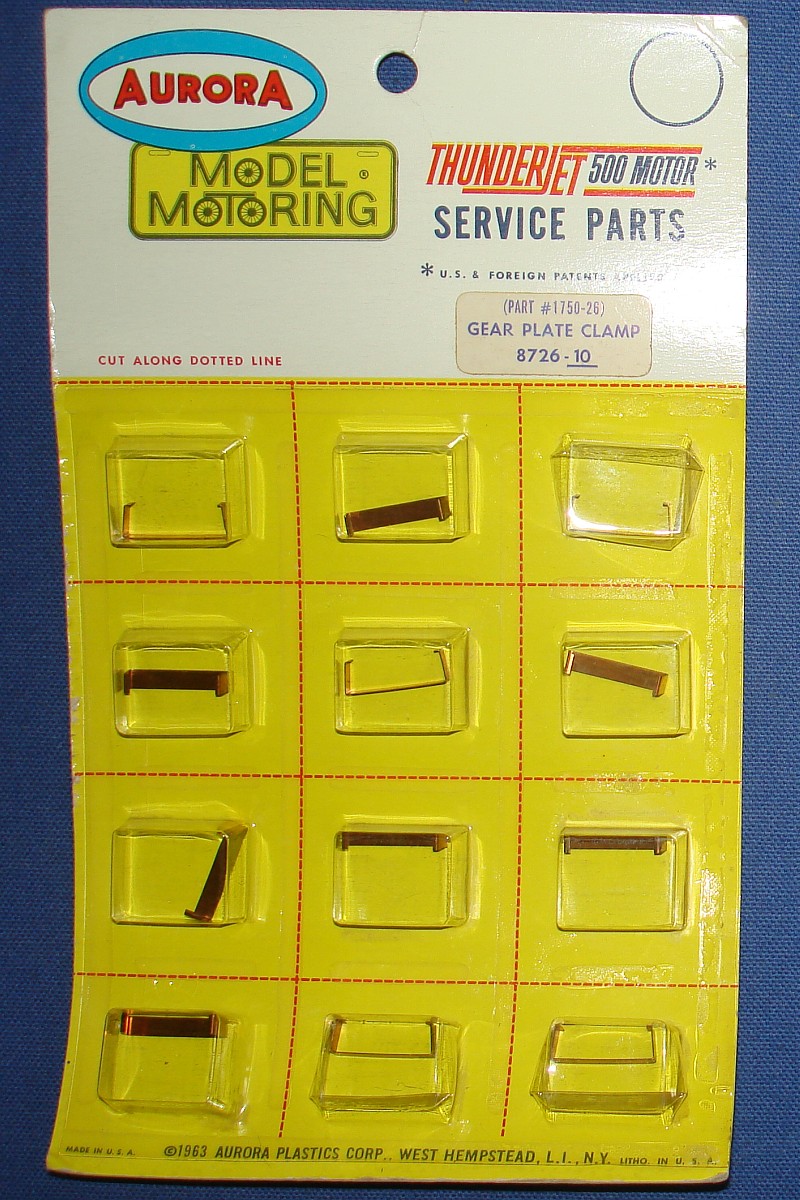 AURORA
MODEL ®
MOTORING
THUNDERJET 500 MOTOR*
SERVICE PARTS
* U.S. & FOREIGN PATENTS APPLIED
(PART #1750-26)
GEAR PLATE CLAMP
8726-10
CUT ALONG DOTTED LINE
MADE IN U.S.A. ©1963 AURORA PLASTICS CORP.. WEST HEMPSTEAD, L.I., N.Y. LITHO. IN U.S.A.